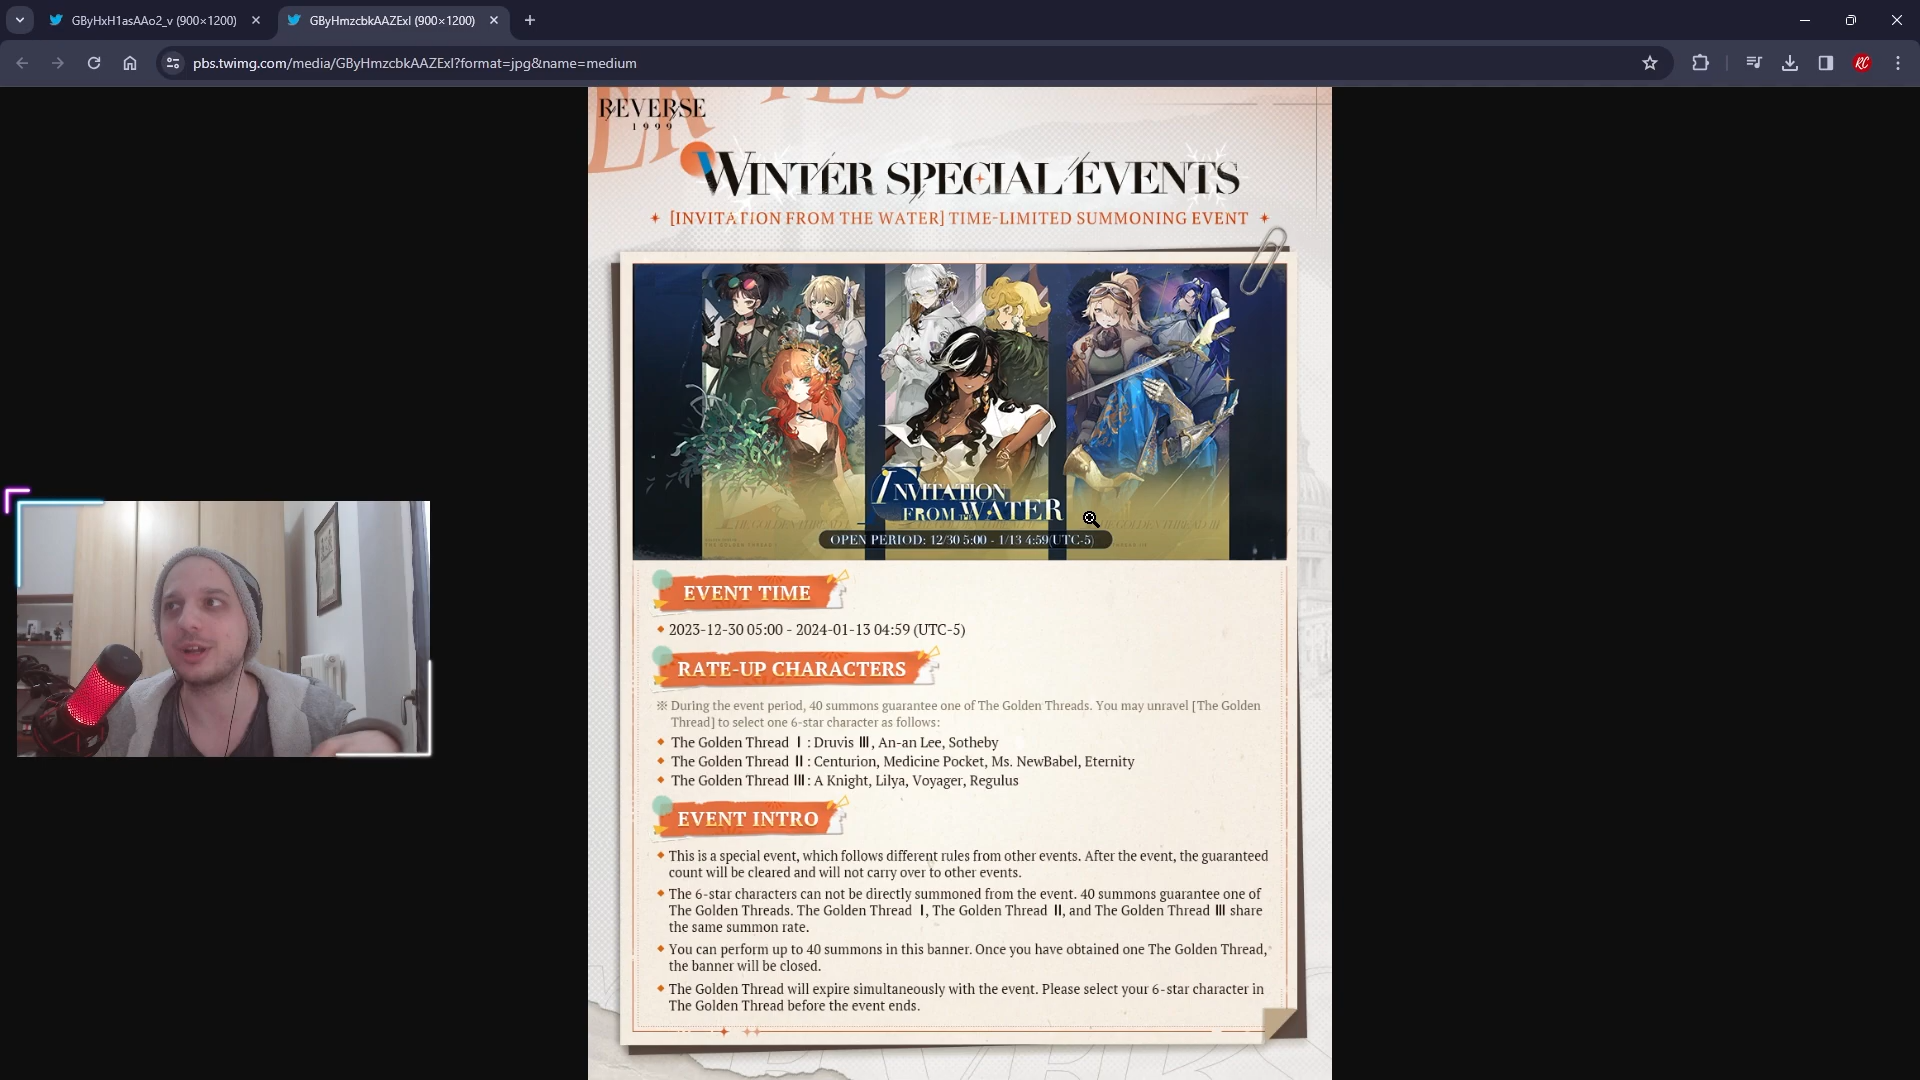 GByHxH1asAAo2_v (900×1200)
GByHmzcbkAAZExI (900×1200)
pbs.twimg.com/media/GByHmzcbkAAZExI?format=jpg&name=medium
RC
REVERSE
1999
WINTER SPECIAL EVENTS
[INVITATION FROM THE WATER] TIME-LIMITED SUMMONING EVENT
INVITATION
FROM THE WATER
OPEN PERIOD: 12/30 5:00 - 1/13 4:59(UTC-5)
EVENT TIME
2023-12-30 05:00 - 2024-01-13 04:59 (UTC-5)
RATE-UP CHARACTERS
※ During the event period, 40 summons guarantee one of The Golden Threads. You may unravel [The Golden
Thread] to select one 6-star character as follows:
The Golden Thread Ⅰ : Druvis Ⅲ, An-an Lee, Sotheby
The Golden Thread Ⅱ : Centurion, Medicine Pocket, Ms. NewBabel, Eternity
The Golden Thread Ⅲ : A Knight, Lilya, Voyager, Regulus
EVENT INTRO
This is a special event, which follows different rules from other events. After the event, the guaranteed
count will be cleared and will not carry over to other events.
The 6-star characters can not be directly summoned from the event. 40 summons guarantee one of
The Golden Threads. The Golden Thread Ⅰ, The Golden Thread Ⅱ, and The Golden Thread Ⅲ share
the same summon rate.
You can perform up to 40 summons in this banner. Once you have obtained one The Golden Thread,
the banner will be closed.
The Golden Thread will expire simultaneously with the event. Please select your 6-star character in
The Golden Thread before the event ends.